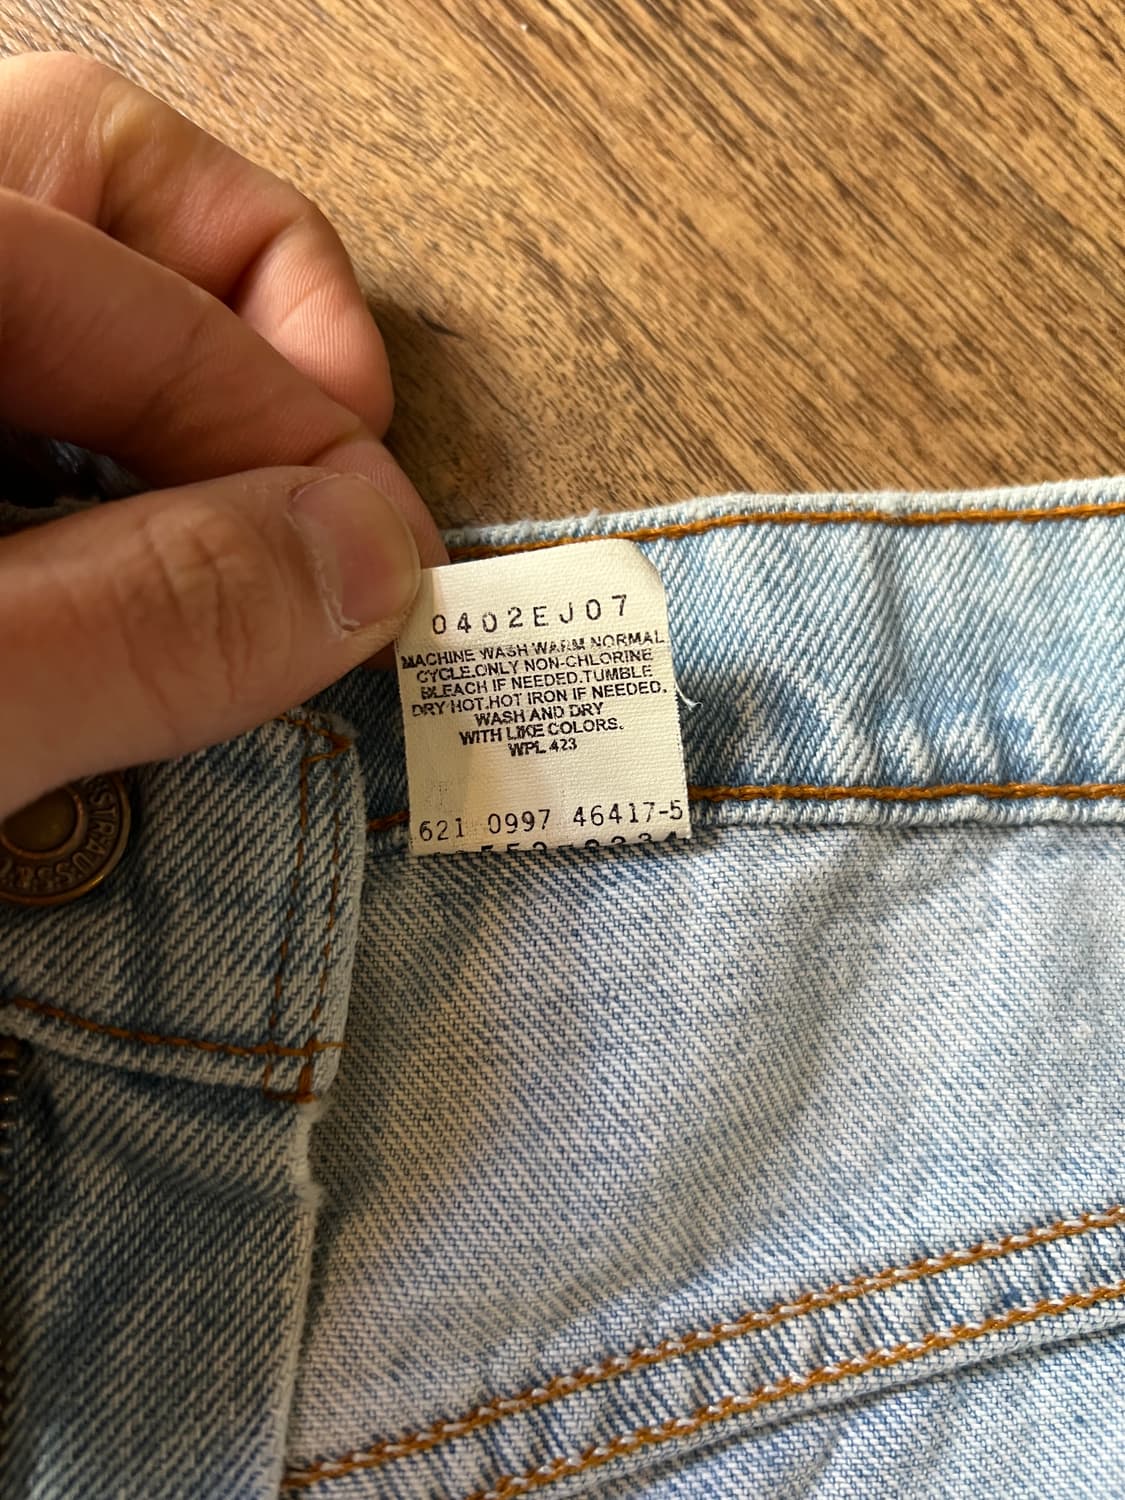 0402EJ07
MACHINE WASH WARM NORMAL
CYCLE.ONLY NON-CHLORINE
BLEACH IF NEEDED.TUMBLE
DRY HOT.HOT IRON IF NEEDED.
WASH AND DRY
WITH LIKE COLORS.
WPL 423
621 0997 46417-5
STRAUSS